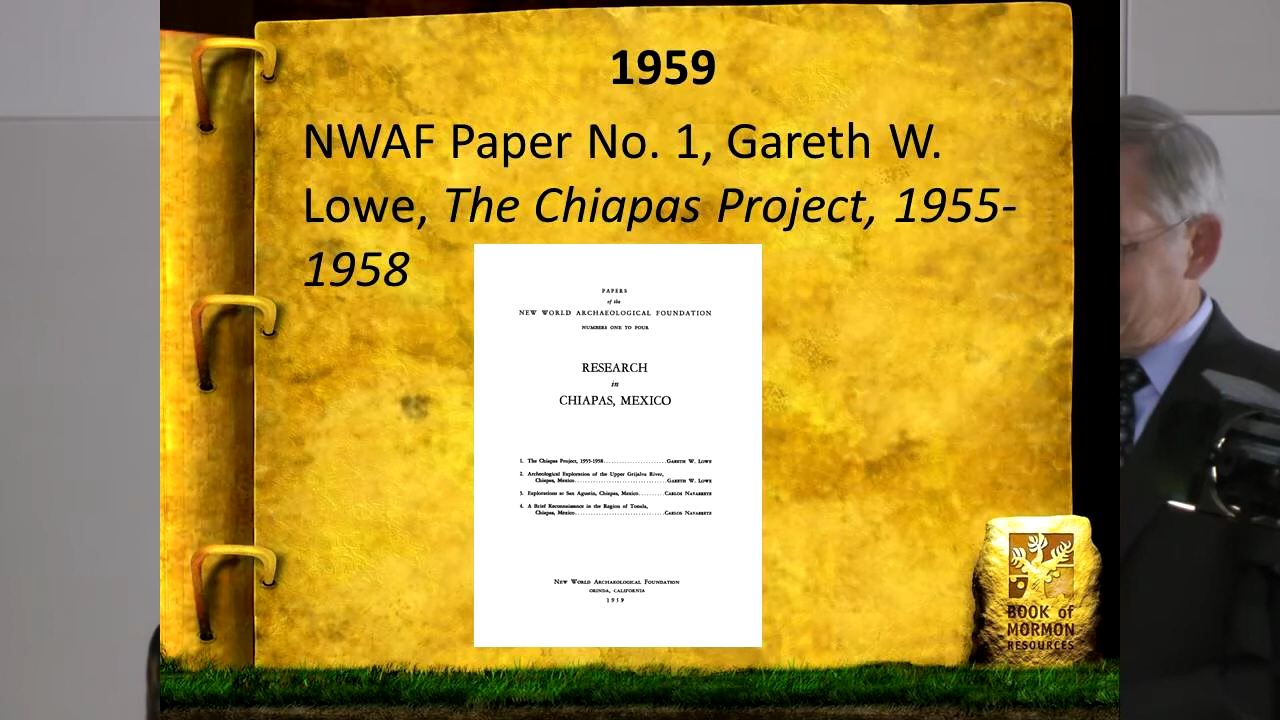 1959
NWAF Paper No. 1, Gareth W.
Lowe, The Chiapas Project, 1955-
1958
PAPERS
of the
NEW WORLD ARCHAEOLOGICAL FOUNDATION
NUMBERS ONE TO FOUR
RESEARCH
in
CHIAPAS, MEXICO
1. The Chiapas Project, 1955-1958........................GARETH W. LOWE
2. Archeological Exploration of the Upper Grijalva River,
Chiapas, Mexico..................................GARETH W. LOWE
3. Explorations at San Agustin, Chiapas, Mexico..........CARLOS NAVARRETE
4. A Brief Reconnaissance in the Region of Tonala,
Chiapas, Mexico.................................CARLOS NAVARRETE
NEW WORLD ARCHAEOLOGICAL FOUNDATION
ORINDA, CALIFORNIA
1959
BOOK of
MORMON
RESOURCES